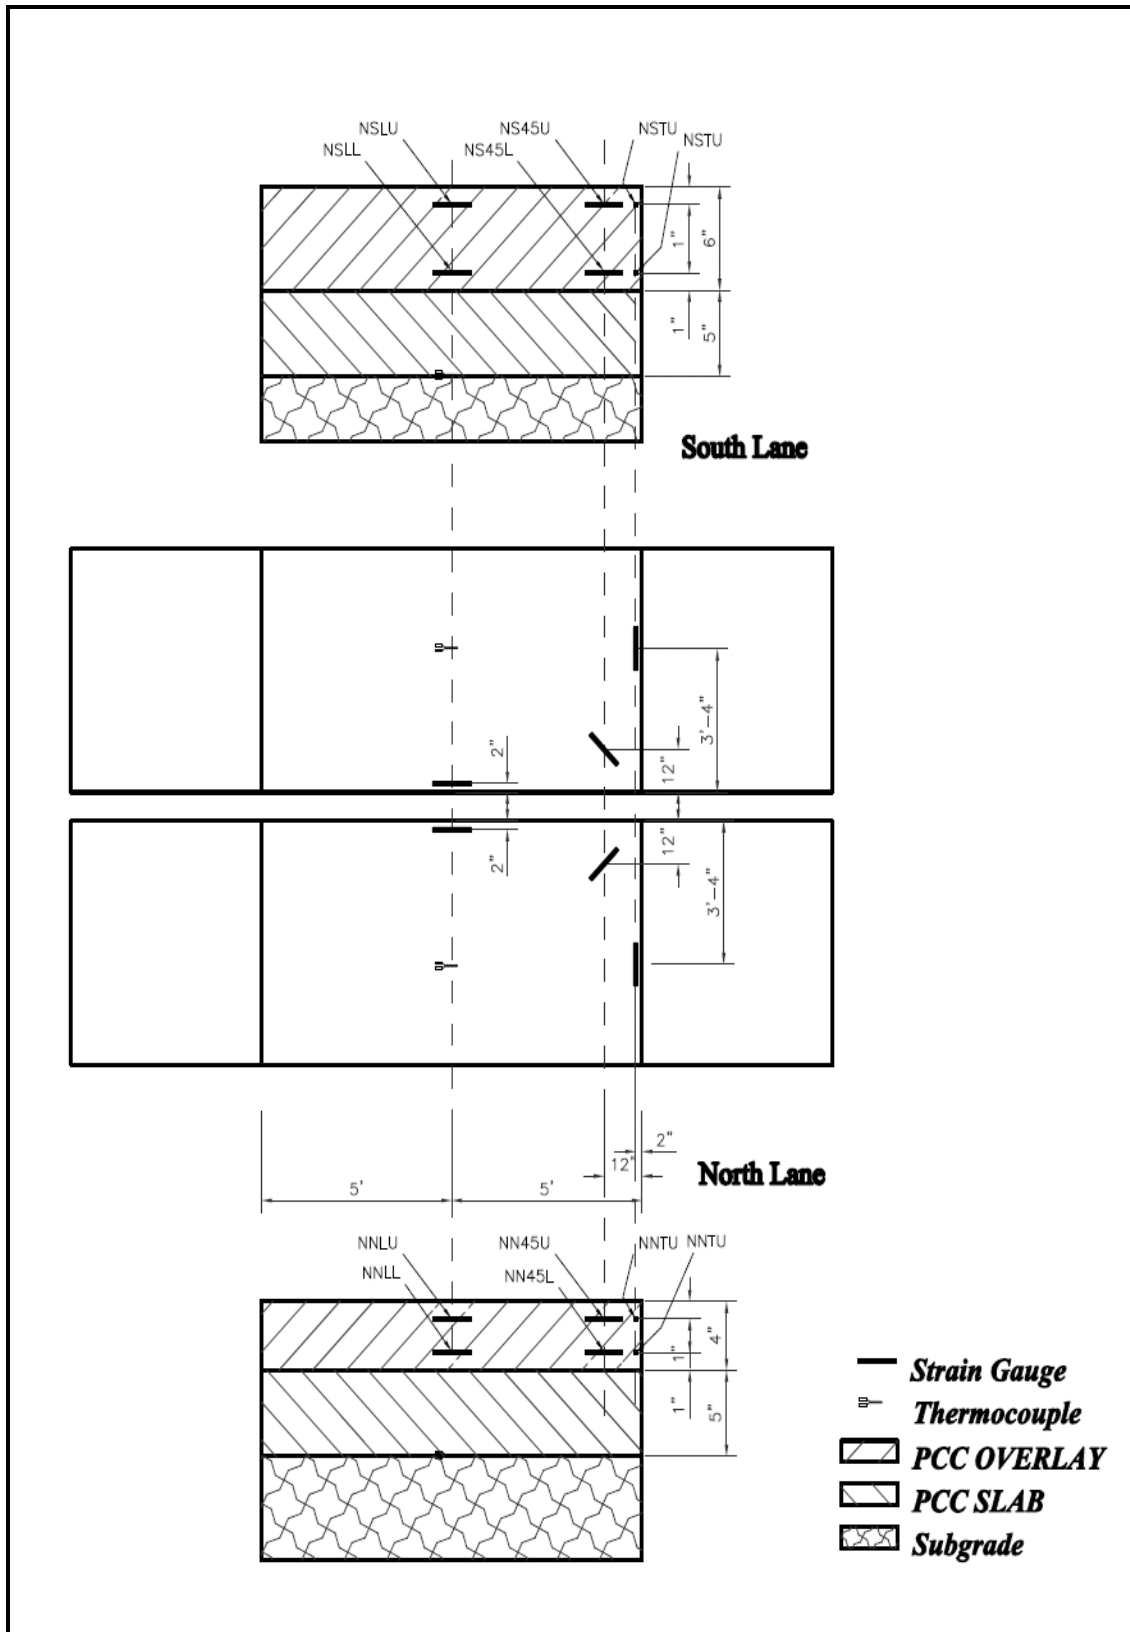 NSLU
NS45U
NSTU
NSLL
NS45L
NSTU
1"
6"
1"
5"
South Lane
2"
12"
3'-4"
2"
12"
3'-4"
2"
12"
North Lane
5'
5'
NNLU
NN45U
NNTU
NNTU
NNLL
NN45L
1"
4"
1"
5"
Strain Gauge
Thermocouple
PCC OVERLAY
PCC SLAB
Subgrade